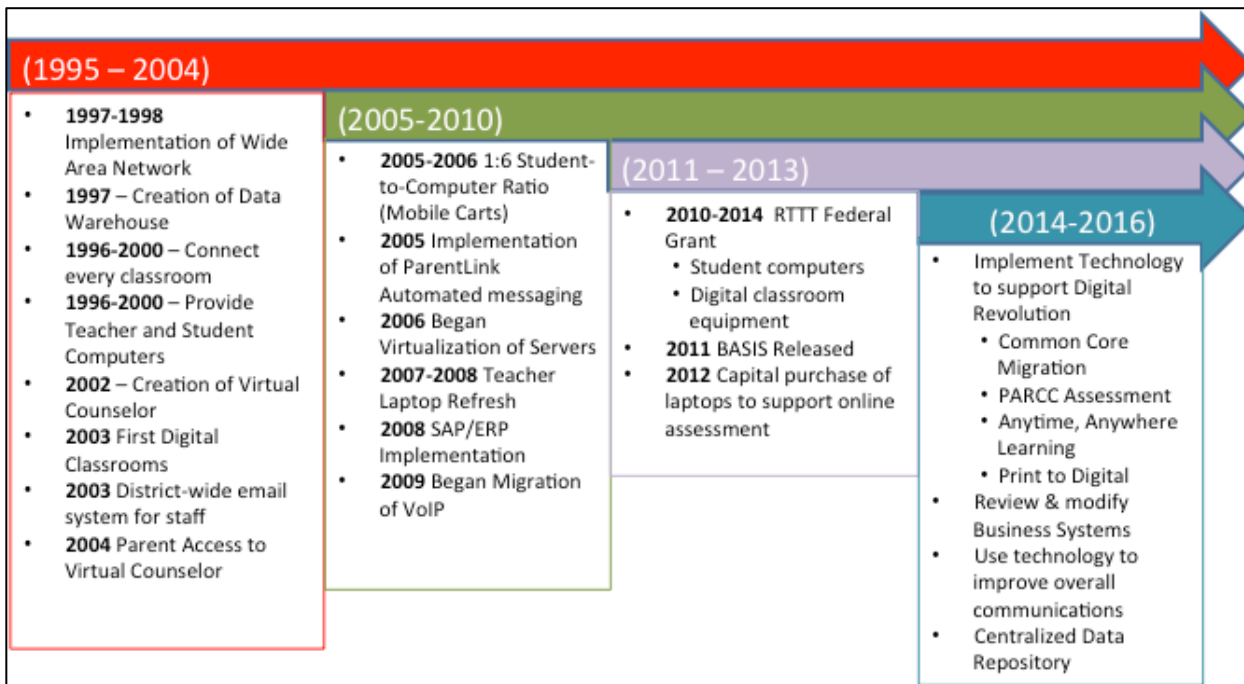 (1995 – 2004)
• 1997-1998
Implementation of Wide
Area Network
• 1997 – Creation of Data
Warehouse
• 1996-2000 – Connect
every classroom
• 1996-2000 – Provide
Teacher and Student
Computers
• 2002 – Creation of Virtual
Counselor
• 2003 First Digital
Classrooms
• 2003 District-wide email
system for staff
• 2004 Parent Access to
Virtual Counselor
(2005-2010)
• 2005-2006 1:6 Student-
to-Computer Ratio
(Mobile Carts)
• 2005 Implementation
of ParentLink
Automated messaging
• 2006 Began
Virtualization of Servers
• 2007-2008 Teacher
Laptop Refresh
• 2008 SAP/ERP
Implementation
• 2009 Began Migration
of VoIP
(2011 – 2013)
• 2010-2014 RTTT Federal
Grant
• Student computers
• Digital classroom
equipment
• 2011 BASIS Released
• 2012 Capital purchase of
laptops to support online
assessment
(2014-2016)
• Implement Technology
to support Digital
Revolution
• Common Core
Migration
• PARCC Assessment
• Anytime, Anywhere
Learning
• Print to Digital
• Review & modify
Business Systems
• Use technology to
improve overall
communications
• Centralized Data
Repository